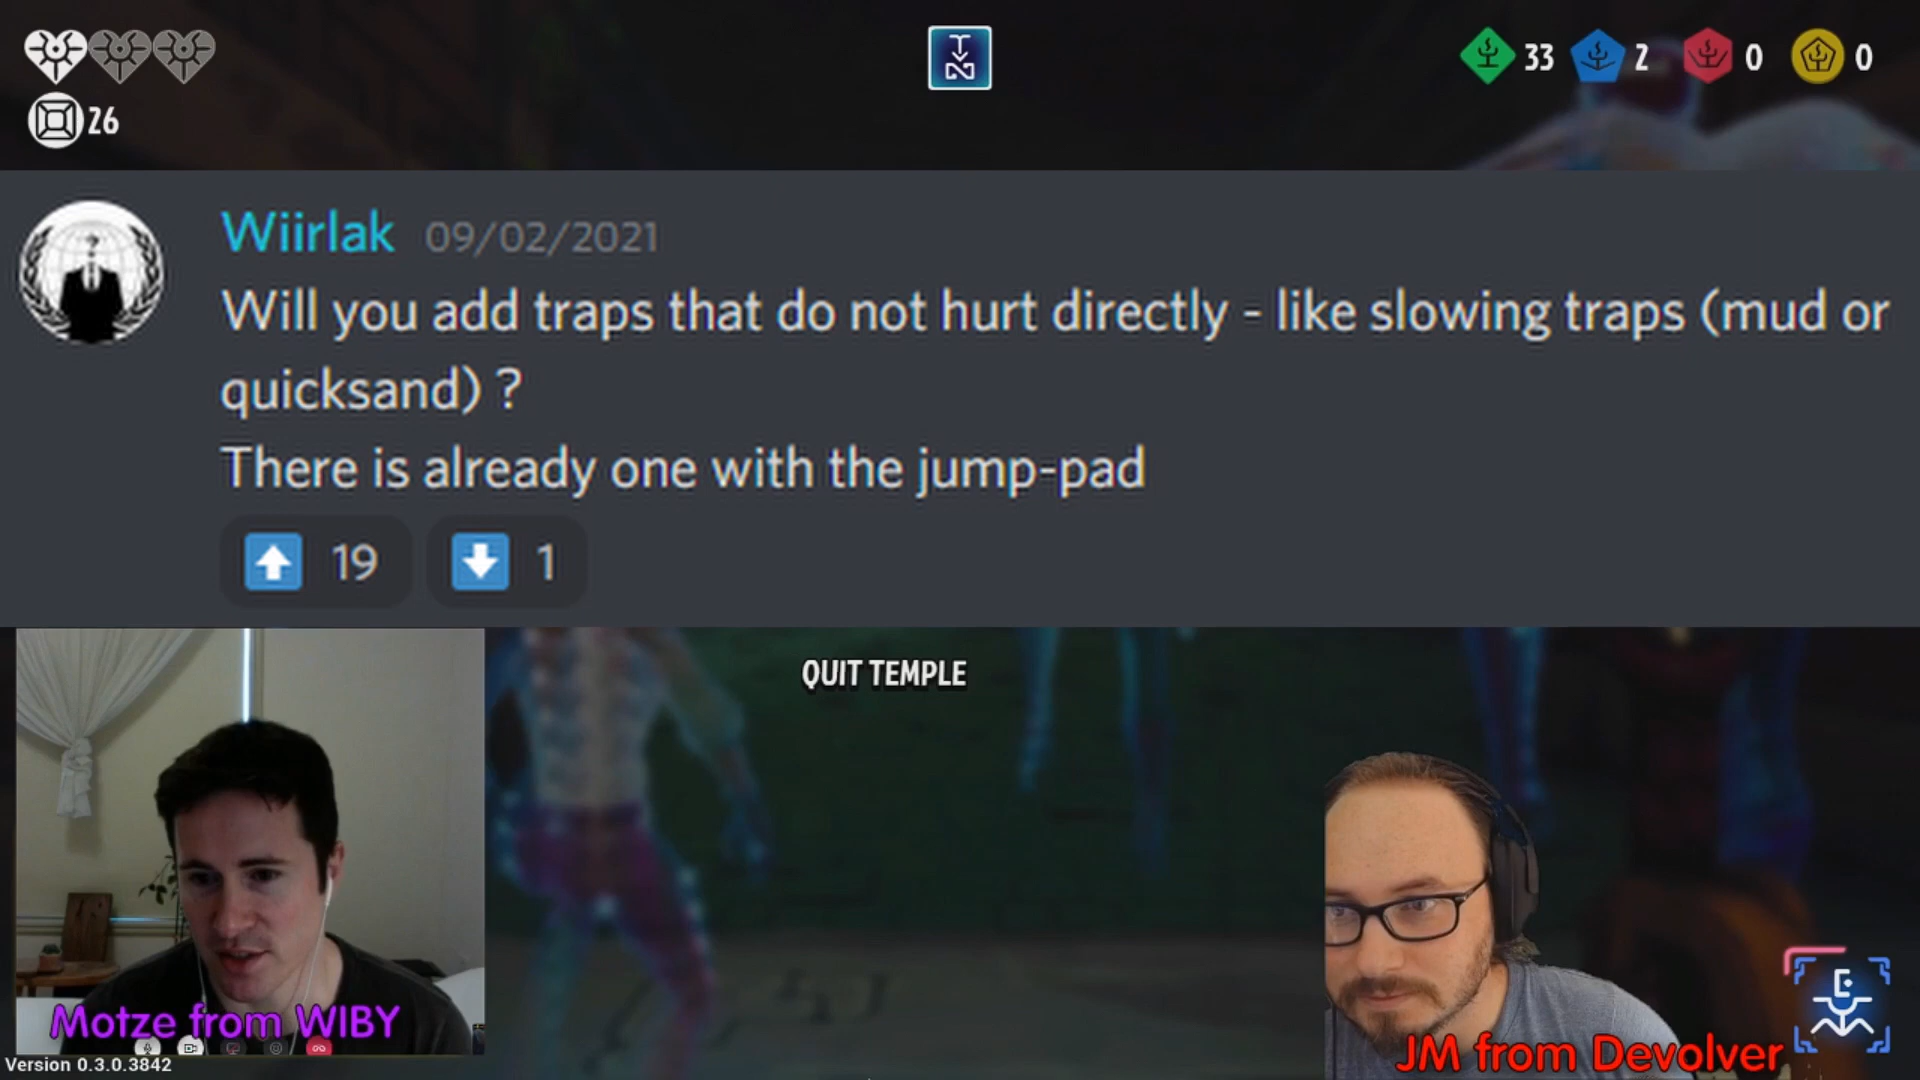 33 2 0 0
26
Wiirlak 09/02/2021
Will you add traps that do not hurt directly - like slowing traps (mud or
quicksand) ?
There is already one with the jump-pad
19 1
QUIT TEMPLE
Motze from WIBY
JM from Devolver
Version 0.3.0.3842